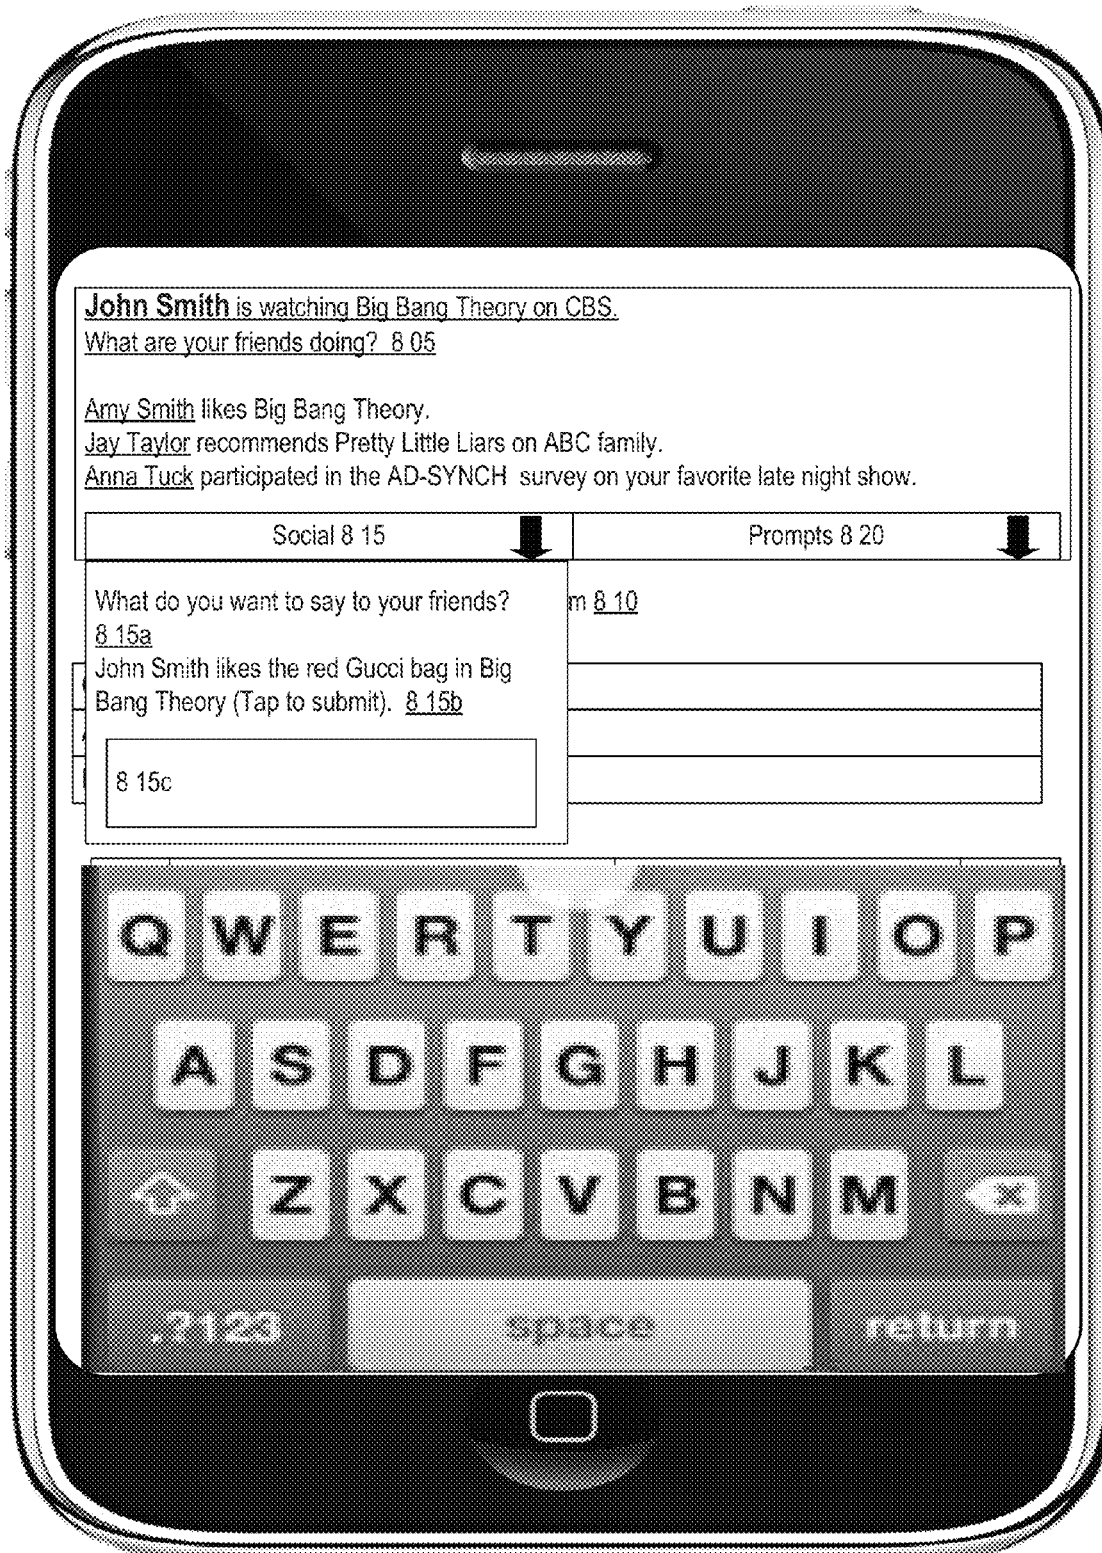 John Smith is watching Big Bang Theory on CBS.
What are your friends doing? 8 05
Amy Smith likes Big Bang Theory.
Jay Taylor recommends Pretty Little Liars on ABC family.
Anna Tuck participated in the AD-SYNCH survey on your favorite late night show.
Social 8 15 Prompts 8 20
What do you want to say to your friends? m 8 10
8 15a
John Smith likes the red Gucci bag in Big
Bang Theory (Tap to submit). 8 15b
8 15c
Q W E R T Y U I O P
A S D F G H J K L
Z X C V B N M
.?123 space return